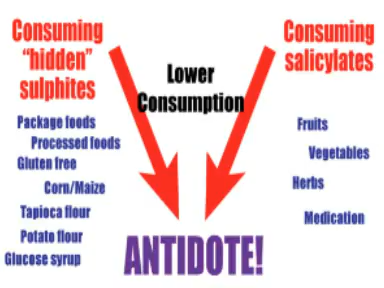 Consuming
"hidden"
sulphites
Package foods
Processed foods
Gluten free
Corn/Maize
Tapioca flour
Potato flour
Glucose syrup
Lower
Consumption
Consuming
salicylates
Fruits
Vegetables
Herbs
Medication
ANTIDOTE!